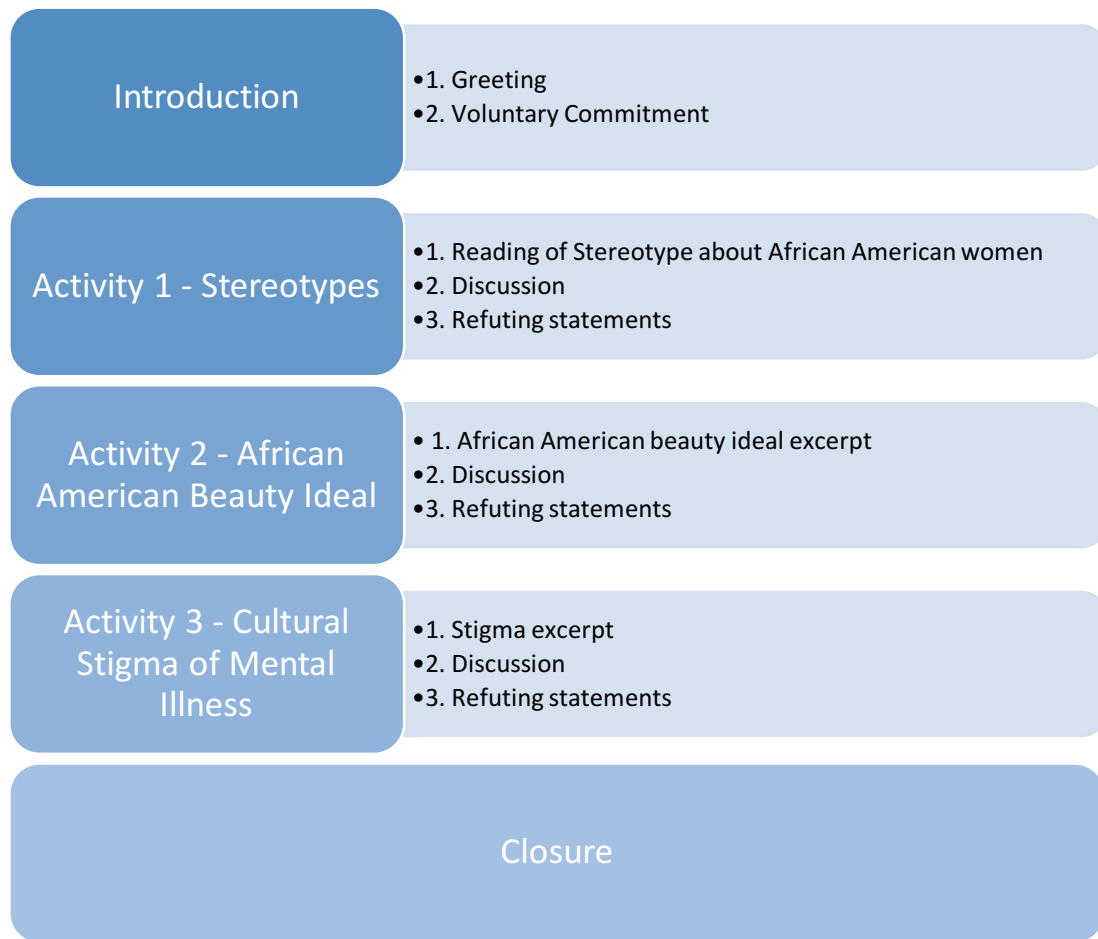 Introduction
•1. Greeting
•2. Voluntary Commitment
Activity 1 - Stereotypes
•1. Reading of Stereotype about African American women
•2. Discussion
•3. Refuting statements
Activity 2 - African
American Beauty Ideal
• 1. African American beauty ideal excerpt
•2. Discussion
•3. Refuting statements
Activity 3 - Cultural
Stigma of Mental
Illness
•1. Stigma excerpt
•2. Discussion
•3. Refuting statements
Closure